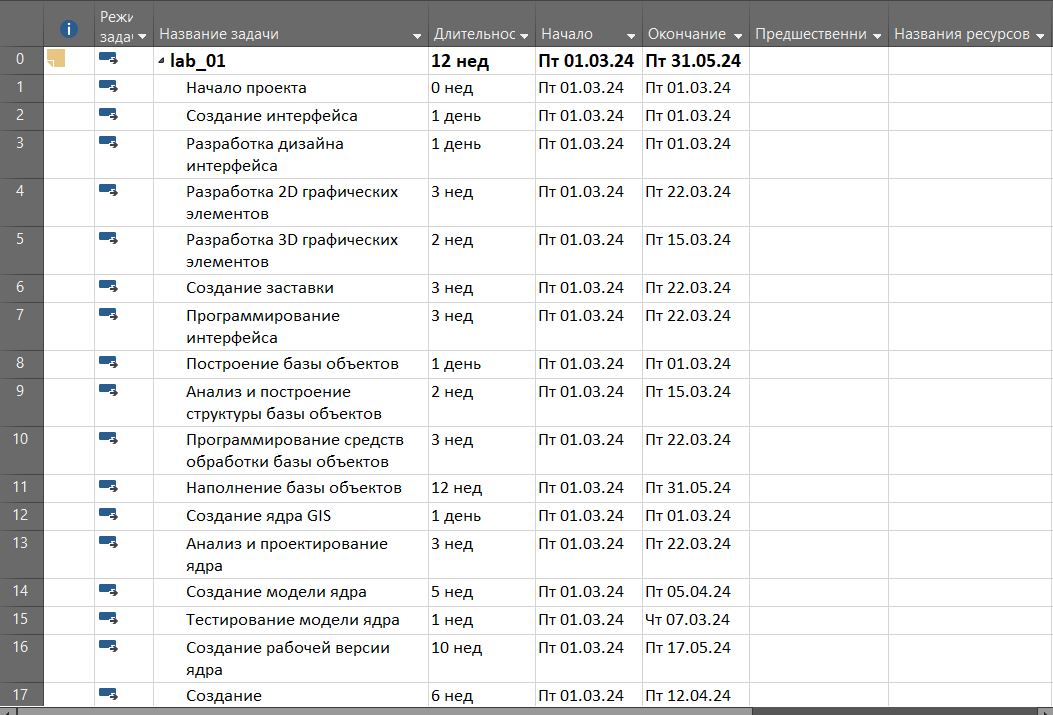 i Режи задач Название задачи Длительнос Начало Окончание Предшественни Названия ресурсов
0 lab_01 12 нед Пт 01.03.24 Пт 31.05.24
1 Начало проекта 0 нед Пт 01.03.24 Пт 01.03.24
2 Создание интерфейса 1 день Пт 01.03.24 Пт 01.03.24
3 Разработка дизайна 1 день Пт 01.03.24 Пт 01.03.24
интерфейса
4 Разработка 2D графических 3 нед Пт 01.03.24 Пт 22.03.24
элементов
5 Разработка 3D графических 2 нед Пт 01.03.24 Пт 15.03.24
элементов
6 Создание заставки 3 нед Пт 01.03.24 Пт 22.03.24
7 Программирование 3 нед Пт 01.03.24 Пт 22.03.24
интерфейса
8 Построение базы объектов 1 день Пт 01.03.24 Пт 01.03.24
9 Анализ и построение 2 нед Пт 01.03.24 Пт 15.03.24
структуры базы объектов
10 Программирование средств 3 нед Пт 01.03.24 Пт 22.03.24
обработки базы объектов
11 Наполнение базы объектов 12 нед Пт 01.03.24 Пт 31.05.24
12 Создание ядра GIS 1 день Пт 01.03.24 Пт 01.03.24
13 Анализ и проектирование 3 нед Пт 01.03.24 Пт 22.03.24
ядра
14 Создание модели ядра 5 нед Пт 01.03.24 Пт 05.04.24
15 Тестирование модели ядра 1 нед Пт 01.03.24 Чт 07.03.24
16 Создание рабочей версии 10 нед Пт 01.03.24 Пт 17.05.24
ядра
17 Создание 6 нед Пт 01.03.24 Пт 12.04.24